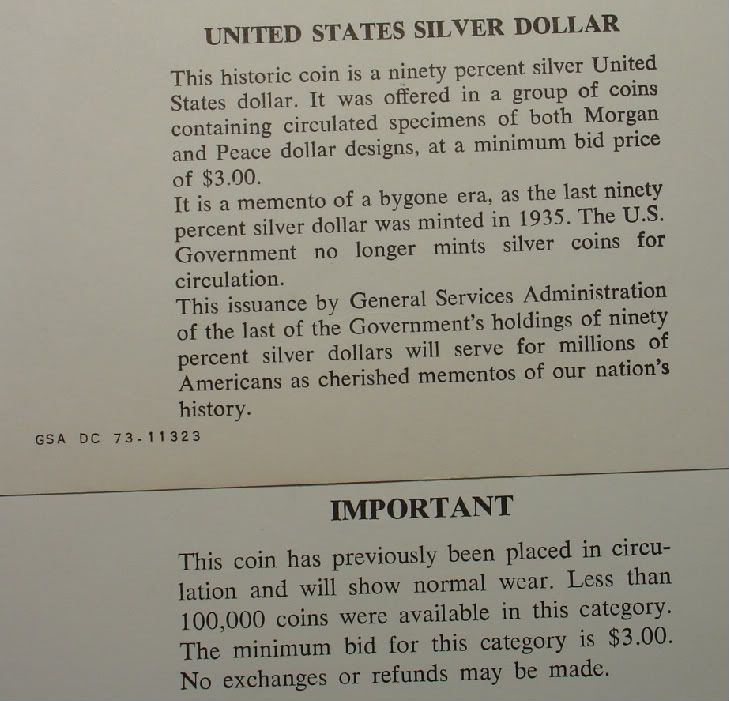 UNITED STATES SILVER DOLLAR
This historic coin is a ninety percent silver United
States dollar. It was offered in a group of coins
containing circulated specimens of both Morgan
and Peace dollar designs, at a minimum bid price
of $3.00.
It is a memento of a bygone era, as the last ninety
percent silver dollar was minted in 1935. The U.S.
Government no longer mints silver coins for
circulation.
This issuance by General Services Administration
of the last of the Government's holdings of ninety
percent silver dollars will serve for millions of
Americans as cherished mementos of our nation's
history.
GSA DC 73-11323
IMPORTANT
This coin has previously been placed in circu-
lation and will show normal wear. Less than
100,000 coins were available in this category.
The minimum bid for this category is $3.00.
No exchanges or refunds may be made.